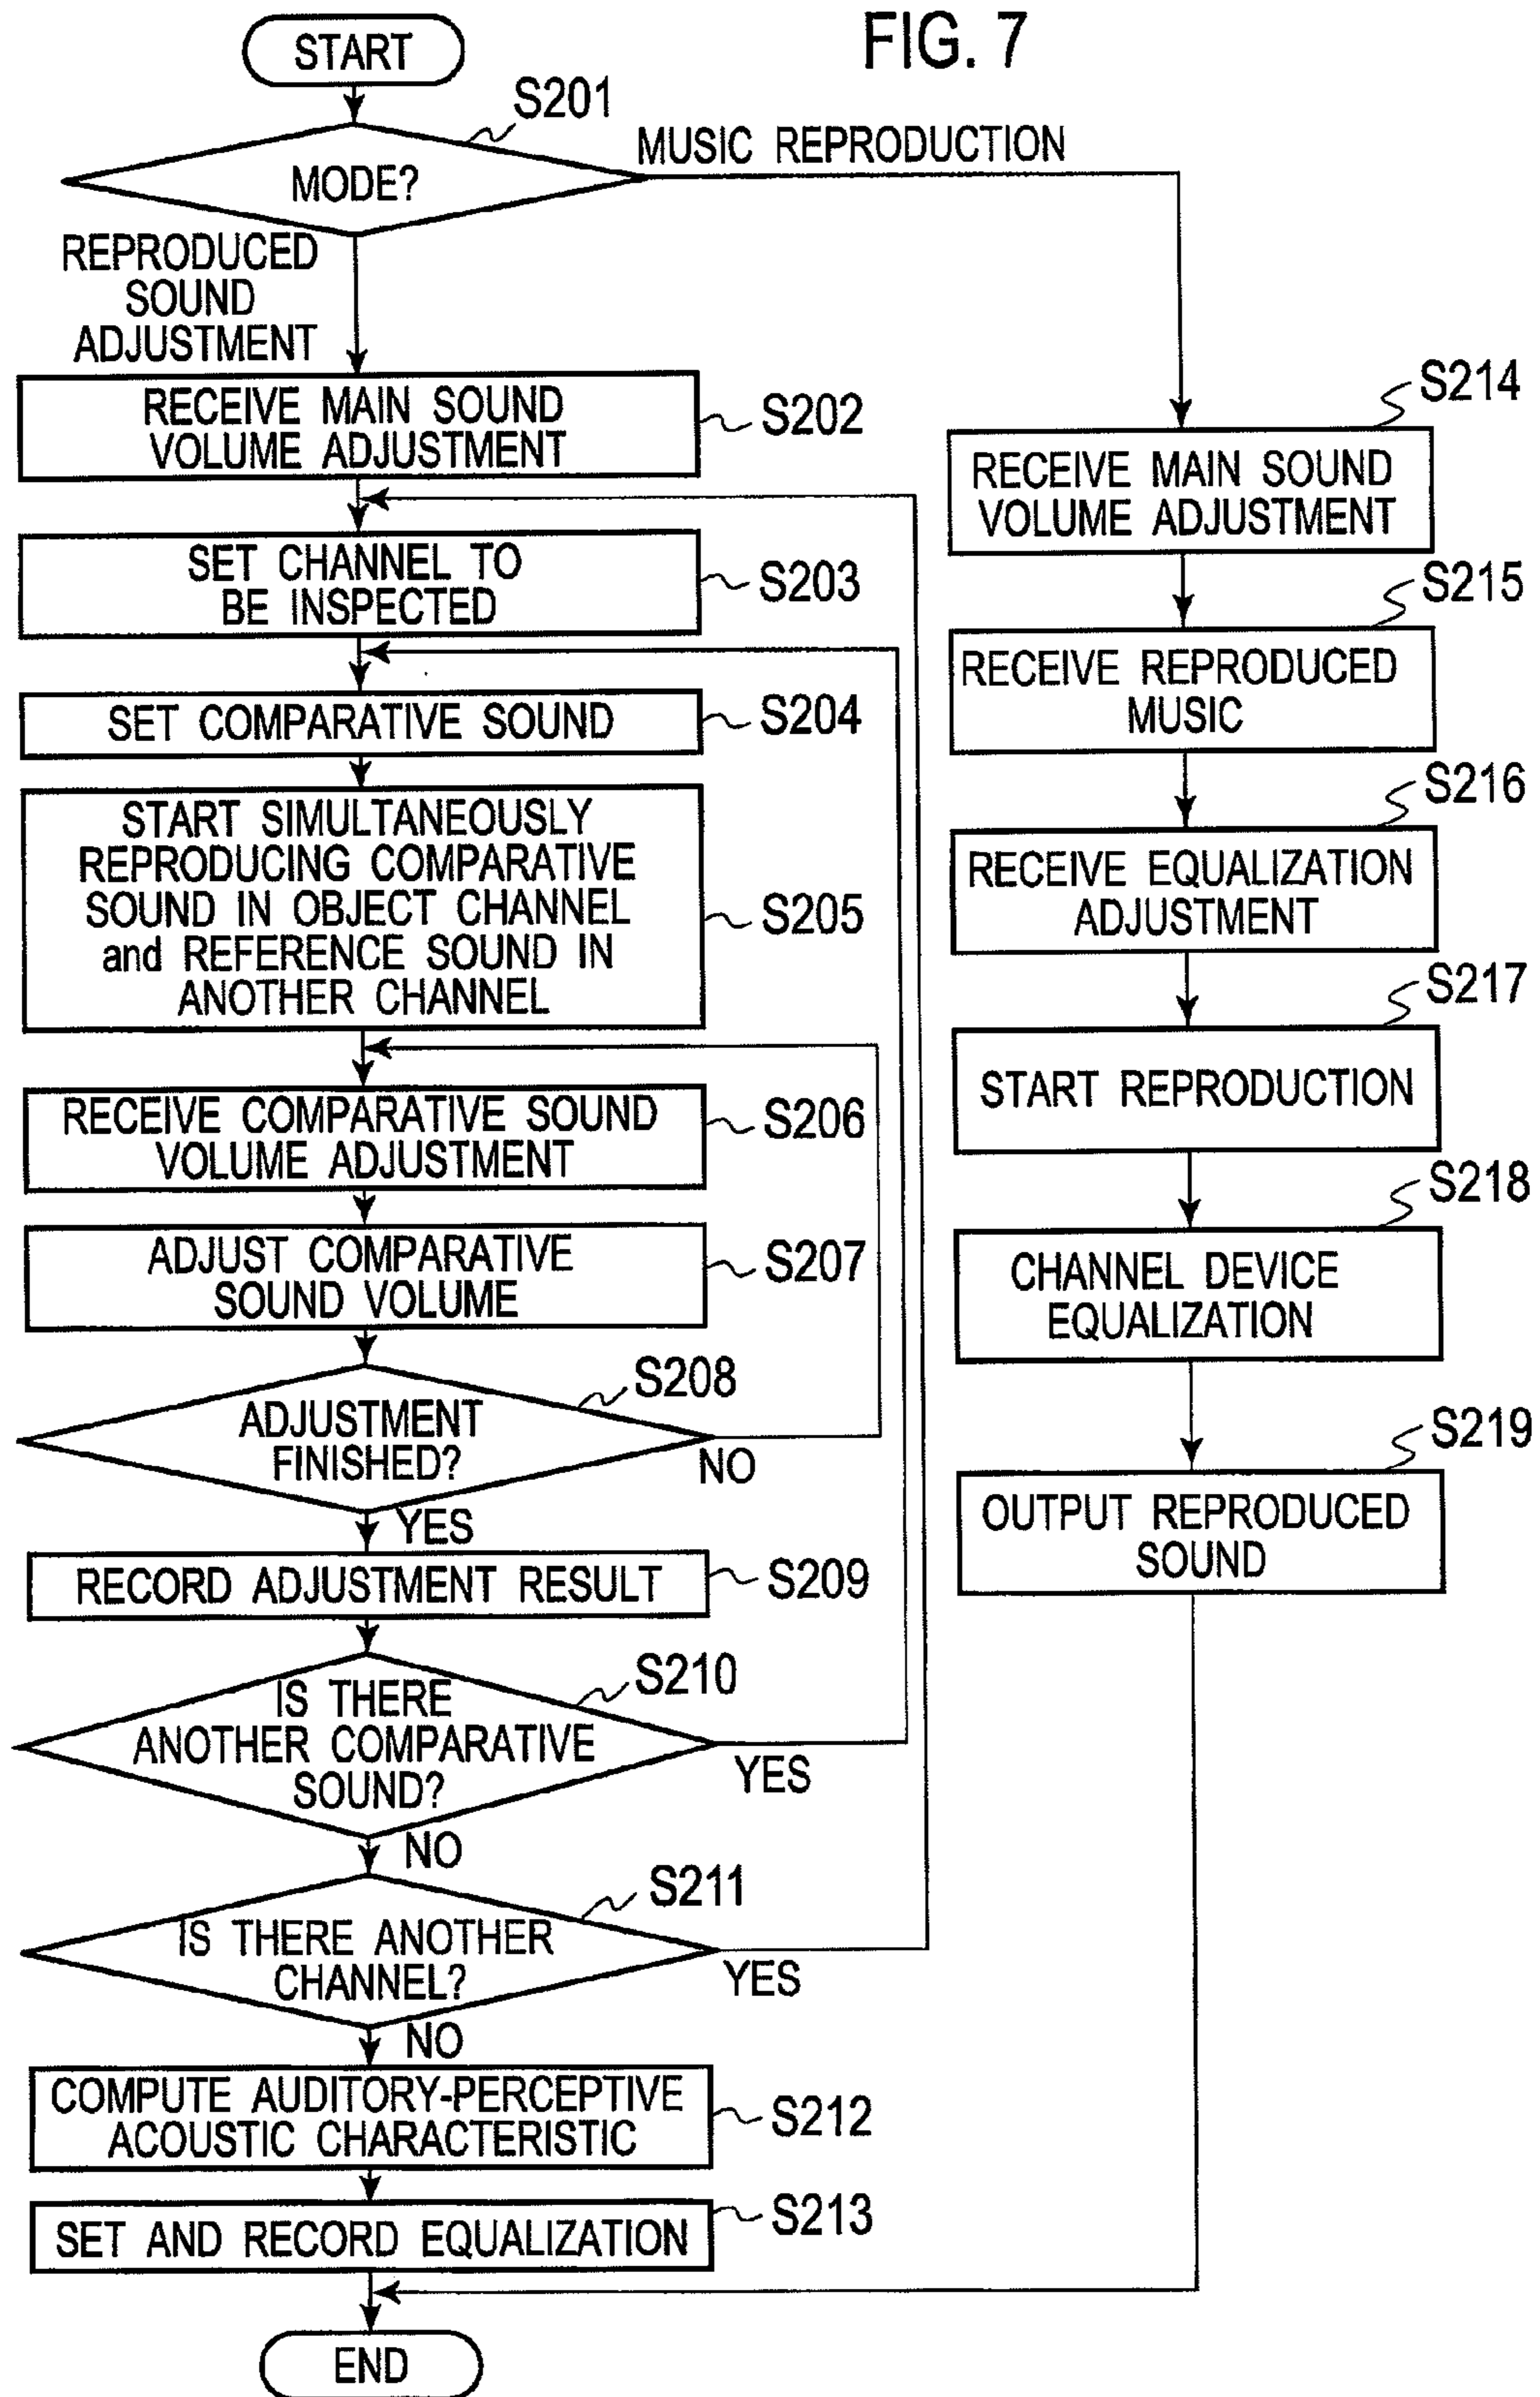 FIG. 7
START
S201
MODE?
MUSIC REPRODUCTION
REPRODUCED
SOUND
ADJUSTMENT
RECEIVE MAIN SOUND
VOLUME ADJUSTMENT
S202
SET CHANNEL TO
BE INSPECTED
S203
SET COMPARATIVE SOUND
S204
START SIMULTANEOUSLY
REPRODUCING COMPARATIVE
SOUND IN OBJECT CHANNEL
and REFERENCE SOUND IN
ANOTHER CHANNEL
S205
RECEIVE COMPARATIVE SOUND
VOLUME ADJUSTMENT
S206
ADJUST COMPARATIVE
SOUND VOLUME
S207
S208
ADJUSTMENT
FINISHED?
NO
YES
RECORD ADJUSTMENT RESULT
S209
S210
IS THERE
ANOTHER COMPARATIVE
SOUND?
YES
NO
S211
IS THERE ANOTHER
CHANNEL?
YES
NO
COMPUTE AUDITORY-PERCEPTIVE
ACOUSTIC CHARACTERISTIC
S212
SET AND RECORD EQUALIZATION
S213
END
S214
RECEIVE MAIN SOUND
VOLUME ADJUSTMENT
S215
RECEIVE REPRODUCED
MUSIC
S216
RECEIVE EQUALIZATION
ADJUSTMENT
S217
START REPRODUCTION
S218
CHANNEL DEVICE
EQUALIZATION
S219
OUTPUT REPRODUCED
SOUND